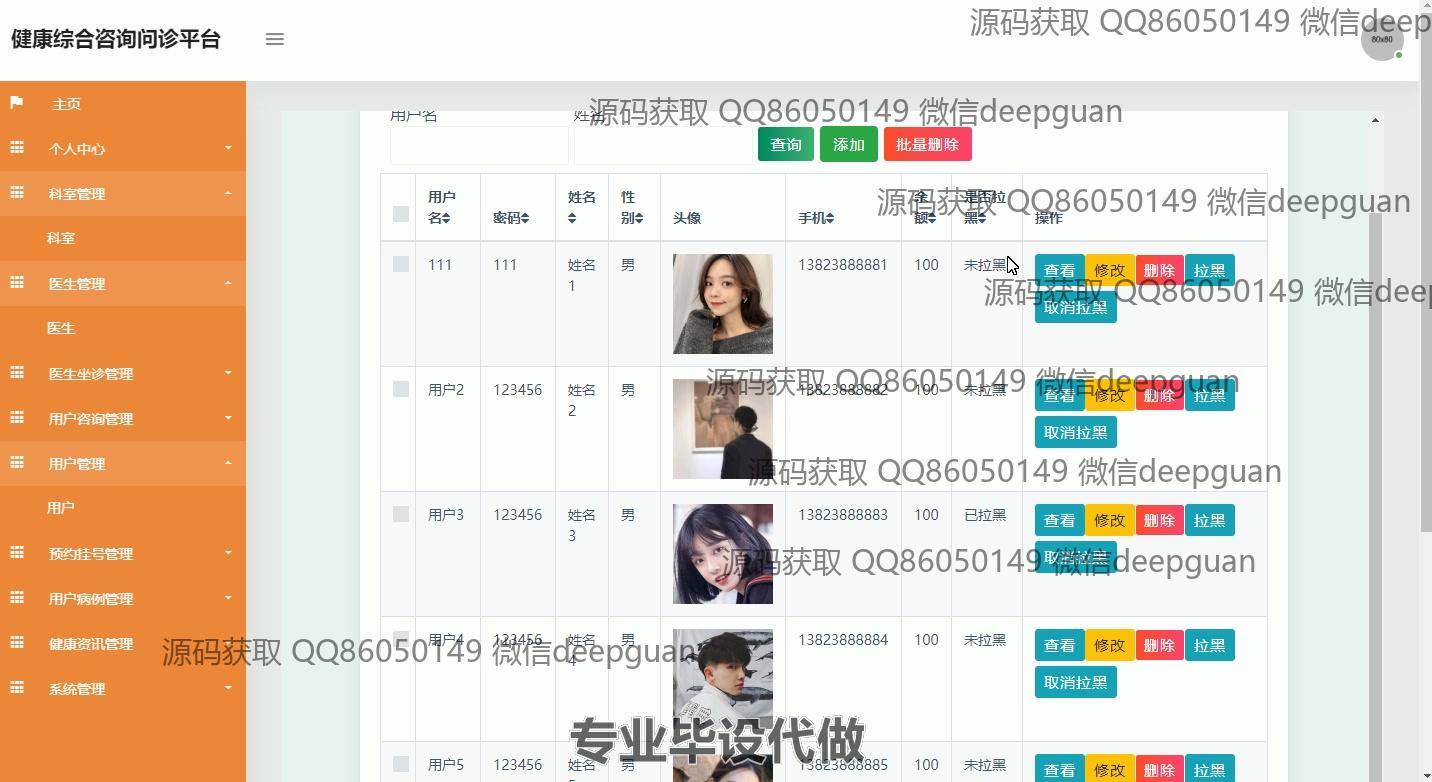 健康综合咨询问诊平台
源码获取 QQ86050149 微信deep
80x80
主页
个人中心
科室管理
科室
医生管理
医生
医生坐诊管理
用户咨询管理
用户管理
用户
预约挂号管理
用户病例管理
健康资讯管理
系统管理
用户名 姓名
源码获取 QQ86050149 微信deepguan
查询 添加 批量删除
用户名 密码 姓名 性别 头像 手机 余额 是否拉黑 操作
源码获取 QQ86050149 微信deepguan
111 111 姓名1 男 13823888881 100 未拉黑 查看 修改 删除 拉黑
取消拉黑
源码获取 QQ86050149 微信deep
用户2 123456 姓名2 男 13823888882 100 未拉黑 查看 修改 删除 拉黑
取消拉黑
源码获取 QQ86050149 微信deepguan
源码获取 QQ86050149 微信deepguan
用户3 123456 姓名3 男 13823888883 100 已拉黑 查看 修改 删除 拉黑
取消拉黑
源码获取 QQ86050149 微信deepguan
用户4 123456 姓名4 男 13823888884 100 未拉黑 查看 修改 删除 拉黑
取消拉黑
源码获取 QQ86050149 微信deepguan
专业毕设代做
用户5 123456 姓名 男 13823888885 100 未拉黑 查看 修改 删除 拉黑